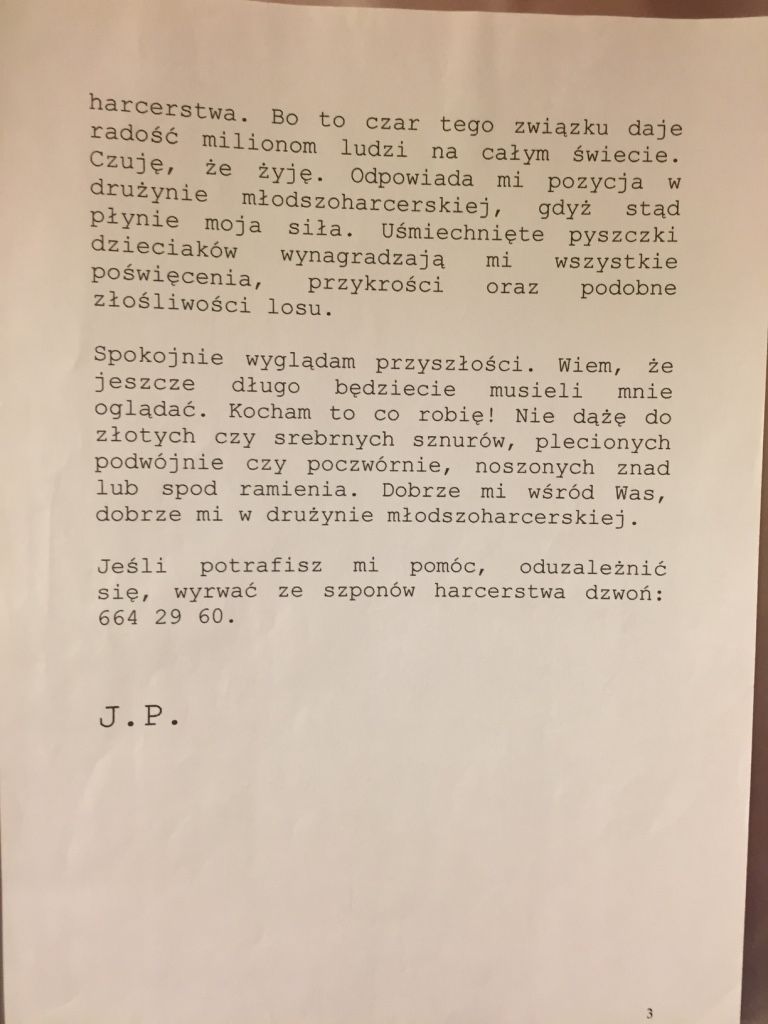 harcerstwa. Bo to czar tego związku daje
radość milionom ludzi na całym świecie.
Czuję, że żyję. Odpowiada mi pozycja w
drużynie młodszoharcerskiej, gdyż stąd
płynie moja siła. Uśmiechnięte pyszczki
dzieciaków wynagradzają mi wszystkie
poświęcenia, przykrości oraz podobne
złośliwości losu.
Spokojnie wyglądam przyszłości. Wiem, że
jeszcze długo będziecie musieli mnie
oglądać. Kocham to co robię! Nie dążę do
złotych czy srebrnych sznurów, plecionych
podwójnie czy poczwórnie, noszonych znad
lub spod ramienia. Dobrze mi wśród Was,
dobrze mi w drużynie młodszoharcerskiej.
Jeśli potrafisz mi pomóc, oduzależnić
się, wyrwać ze szponów harcerstwa dzwoń:
664 29 60.
J.P.
3